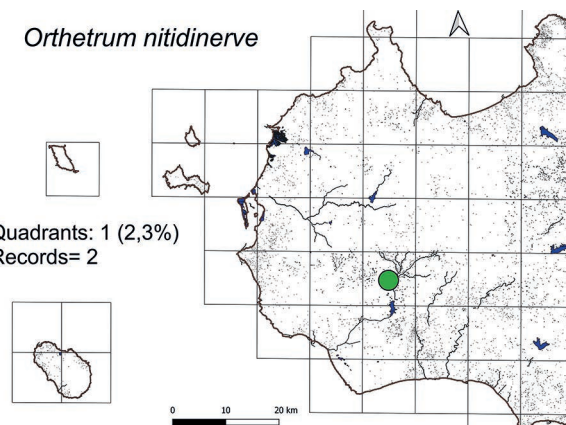 Orthetrum nitidinerve
Quadrants: 1 (2,3%)
Records= 2
0 10 20 km